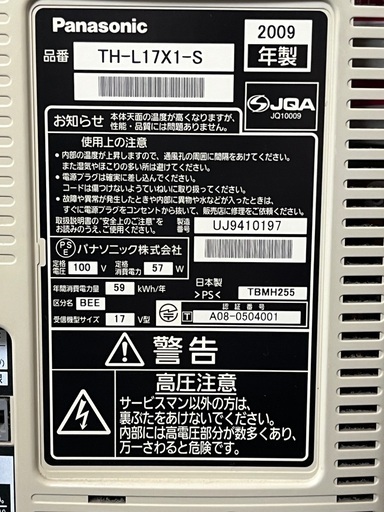 Panasonic
品番 TH-L17X1-S
2009 年製
JQA
JQ10009
お知らせ 本体天面の温度が高くなりますが、
性能・品質には問題ありません。
使用上の注意
•内部の温度が上昇しますので、通風孔の周囲に間隔をあけてください。
また湿気やほこりの多い所はさけてください。
•電源プラグは確実に差し込んでください。
コードは傷つけないようていねいに取り扱ってください。
•故障や異常が発生したときや内部に異物や水などが入ったときは、
すぐに電源プラグをコンセントから抜いて、販売店に修理をご依頼ください。
取扱説明書の"安全上のご注意"を
お読みのうえ、ご使用ください。
製造番号 UJ9410197
PSE パナソニック株式会社
定格電圧 100 V 定格消費電力 57 W
日本製
>PS<
TBMH255
年間消費電力量 59 kWh/年
区分名 BEE
受信機型サイズ 17 V型
T
認証番号
A08-0504001
警告
高圧注意
サービスマン以外の方は、
裏ぶたをあけないでください。
内部には高電圧部分が数多くあり、
万一さわると危険です。